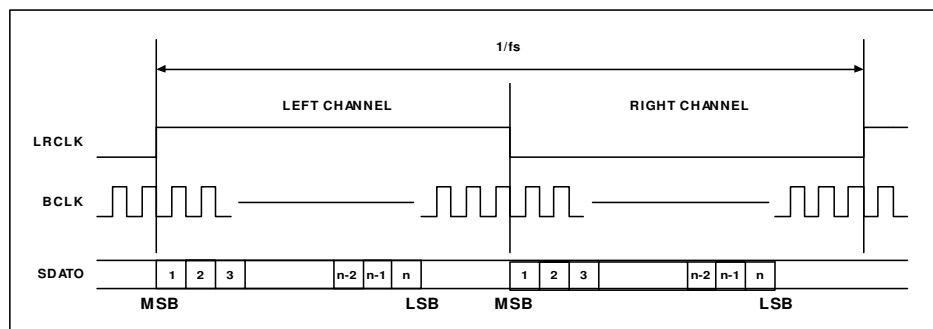 1/fs
LEFT CHANNEL RIGHT CHANNEL
LRCLK
BCLK
SDATO 1 2 3 n-2 n-1 n 1 2 3 n-2 n-1 n
MSB LSB MSB LSB